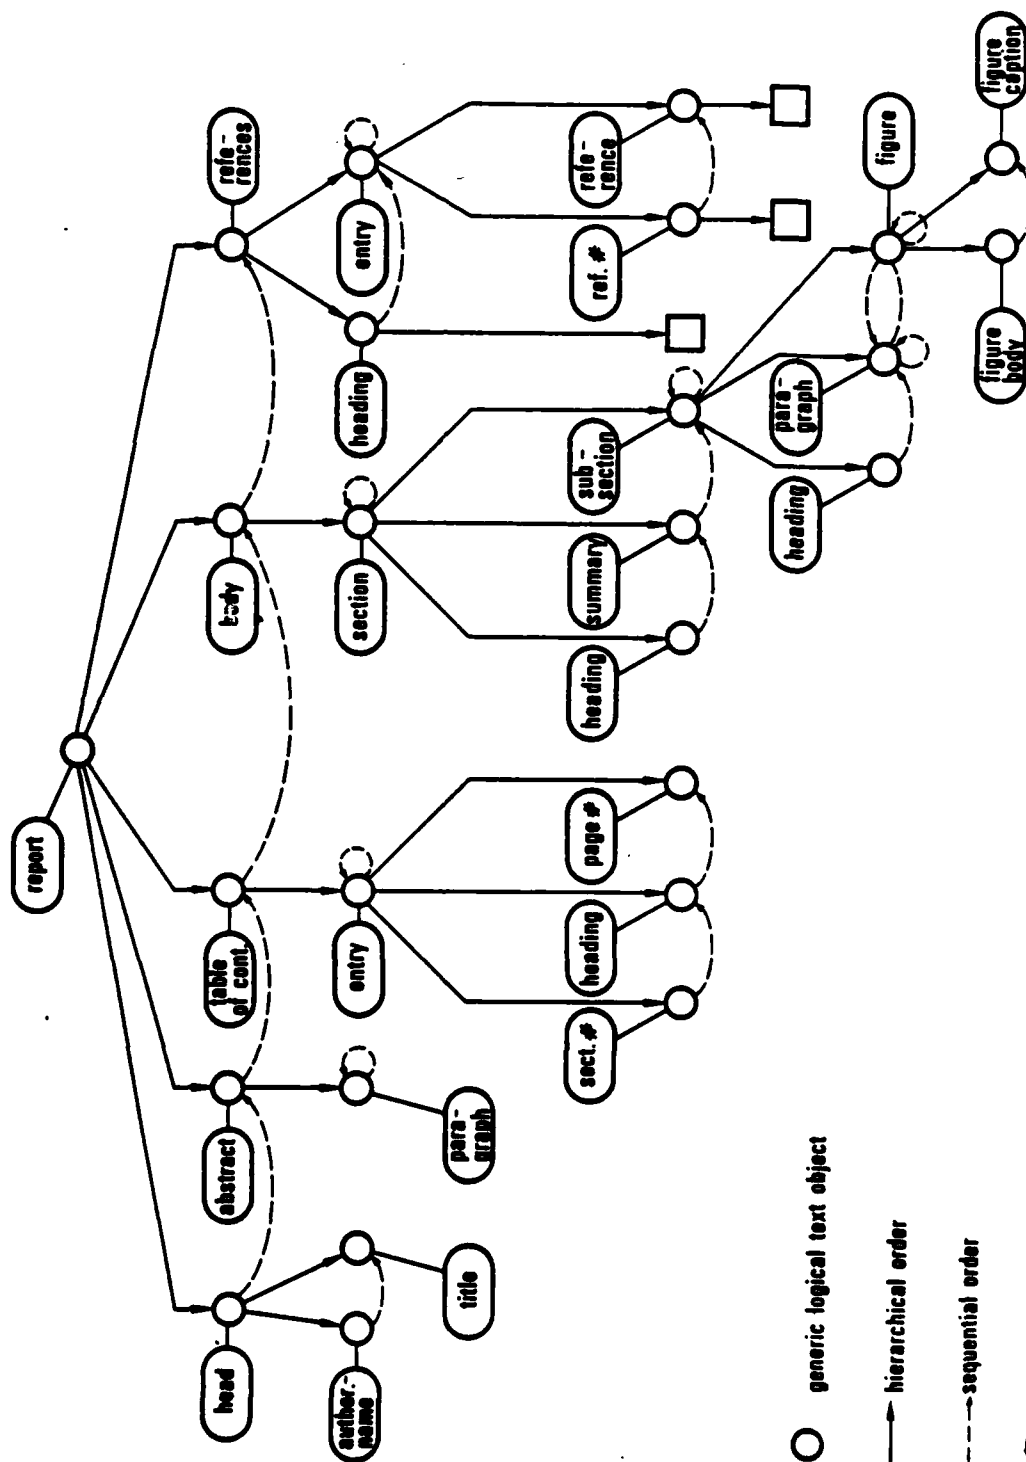 report
head
abstract
table
of cont.
body
refe-
rences
auther.-
name
title
para-
graph
entry
section
heading
entry
sect. #
heading
page #
heading
summary
sub-
section
ref. #
refe-
rence
heading
para-
graph
figure
figure
body
figure
caption
generic logical text object
hierarchical order
sequential order